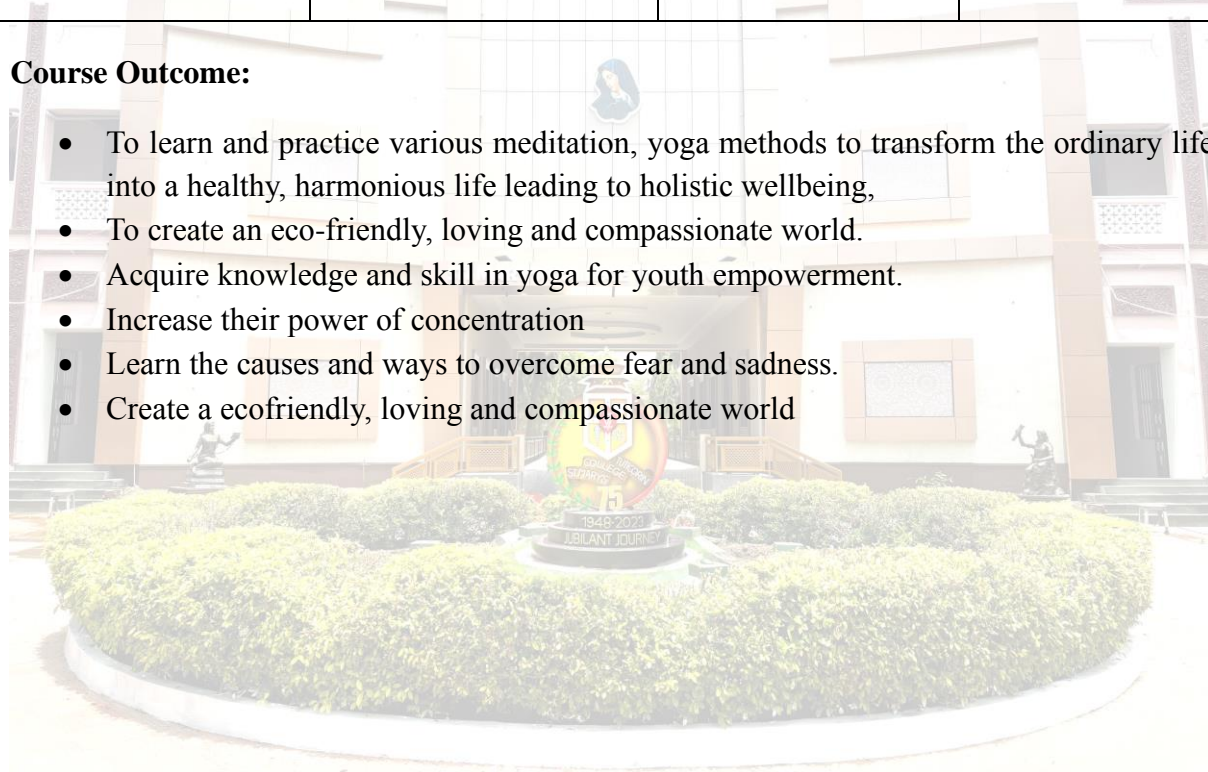 Course Outcome:
• To learn and practice various meditation, yoga methods to transform the ordinary life
into a healthy, harmonious life leading to holistic wellbeing,
• To create an eco-friendly, loving and compassionate world.
• Acquire knowledge and skill in yoga for youth empowerment.
• Increase their power of concentration
• Learn the causes and ways to overcome fear and sadness.
• Create a ecofriendly, loving and compassionate world
75
1948-2023
JUBILANT JOURNEY